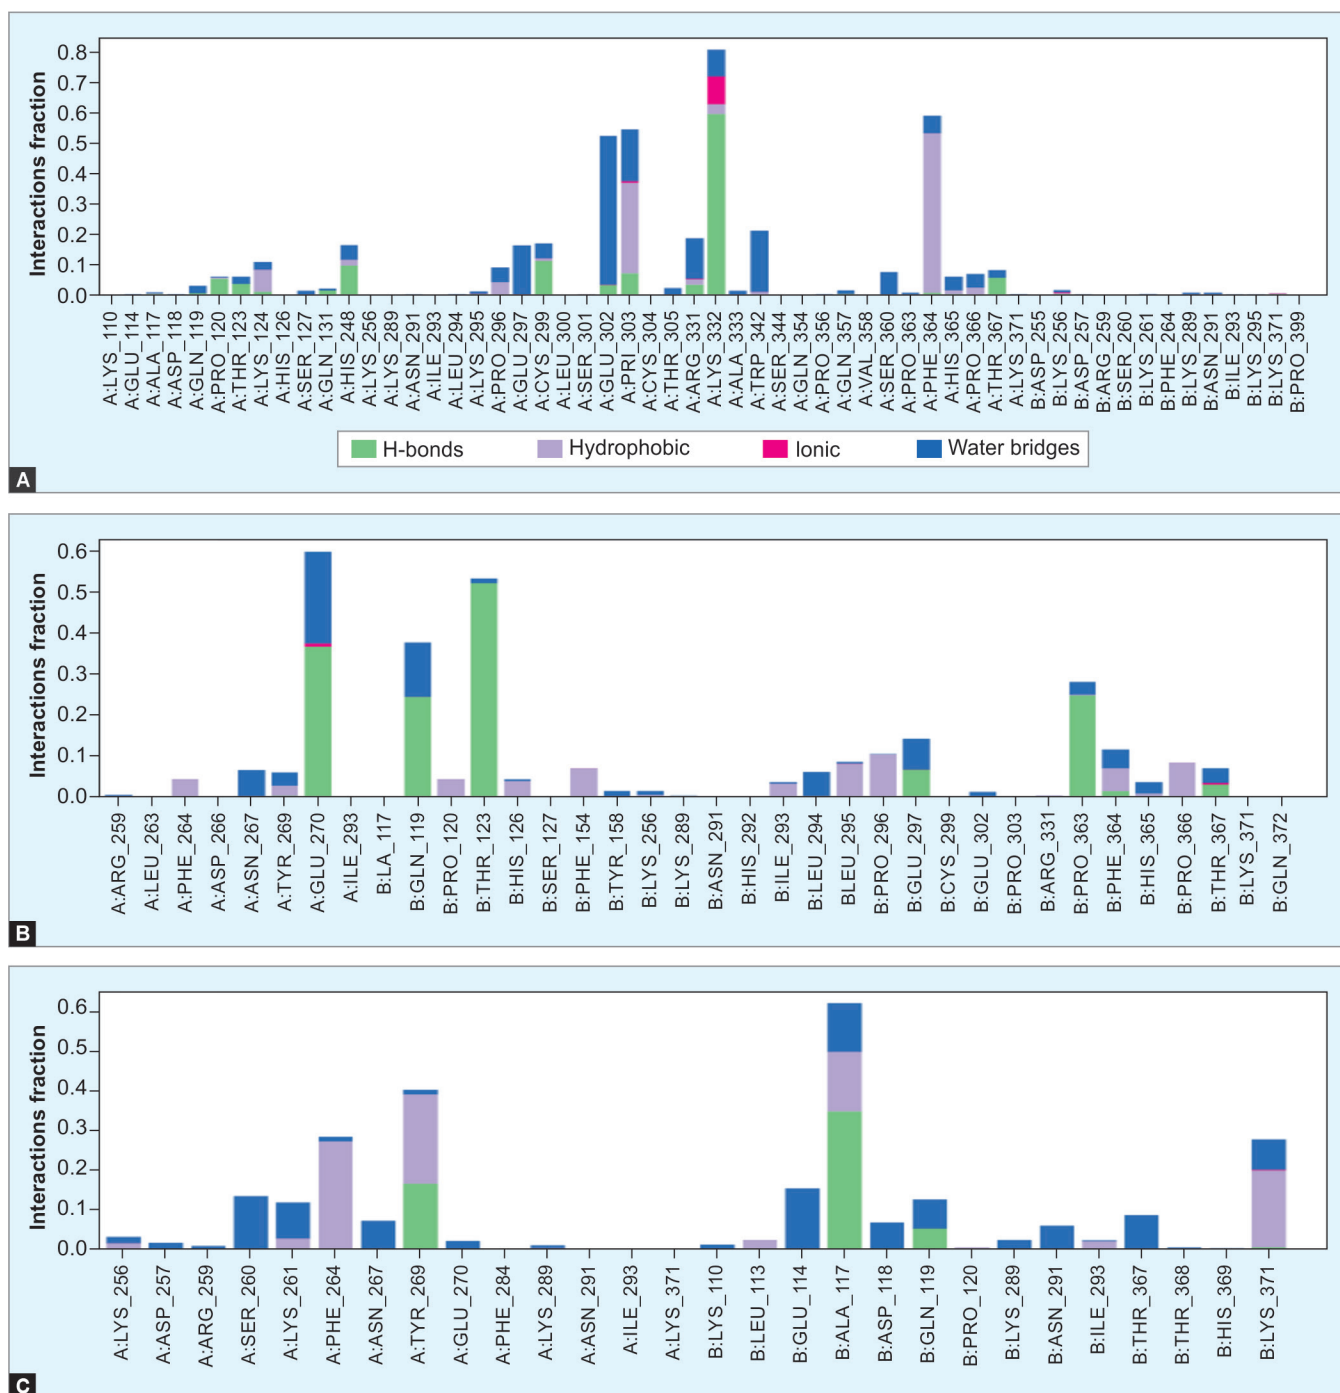 Interactions fraction
0.8
0.7
0.6
0.5
0.4
0.3
0.2
0.1
0.0
A:LYS_110
A:GLU_114
A:ALA_117
A:ASP_118
A:GLN_119
A:PRO_120
A:THR_123
A:LYS_124
A:HIS_126
A:SER_127
A:GLN_131
A:HIS_248
A:LYS_256
A:LYS_289
A:ASN_291
A:ILE_293
A:LEU_294
A:LYS_295
A:PRO_296
A:GLU_297
A:CYS_299
A:LEU_300
A:SER_301
A:GLU_302
A:PRI_303
A:CYS_304
A:THR_305
A:ARG_331
A:LYS_332
A:ALA_333
A:TRP_342
A:SER_444
A:GLN_354
A:PRO_356
A:GLN_357
A:VAL_358
A:SER_360
A:PRO_363
A:PHE_364
A:HIS_365
A:PRO_366
A:THR_367
A:LYS_371
B:ASP_255
B:LYS_256
B:ASP_257
B:ARG_259
B:SER_260
B:LYS_261
B:PHE_264
B:LYS_289
B:ASN_291
B:ILE_293
B:LYS_295
B:LYS_371
B:PRO_399
H-bonds Hydrophobic Ionic Water bridges
A
Interactions fraction
0.6
0.5
0.4
0.3
0.2
0.1
0.0
A:ARG_259
A:LEU_263
A:PHE_264
A:ASP_266
A:ASN_267
A:TYR_269
A:GLU_270
A:ILE_293
B:LA_117
B:GLN_119
B:PRO_120
B:THR_123
B:HIS_126
B:SER_127
B:PHE_154
B:TYR_158
B:LYS_256
B:LYS_289
B:ASN_291
B:HIS_292
B:ILE_293
B:LEU_294
BLEU_295
B:PRO_296
B:GLU_297
B:CYS_299
B:GLU_302
B:PRO_303
B:ARG_331
B:PRO_363
B:PHE_364
B:HIS_365
B:PRO_366
B:THR_367
B:LYS_371
B:GLN_372
B
Interactions fraction
0.6
0.5
0.4
0.3
0.2
0.1
0.0
A:LYS_256
A:ASP_257
A:ARG_259
A:SER_260
A:LYS_261
A:PHE_264
A:ASN_267
A:TYR_269
A:GLU_270
A:PHE_284
A:LYS_289
A:ASN_291
A:ILE_293
A:LYS_371
B:LYS_110
B:LEU_113
B:GLU_114
B:ALA_117
B:ASP_118
B:GLN_119
B:PRO_120
B:LYS_289
B:ASN_291
B:ILE_293
B:THR_367
B:THR_368
B:HIS_369
B:LYS_371
C